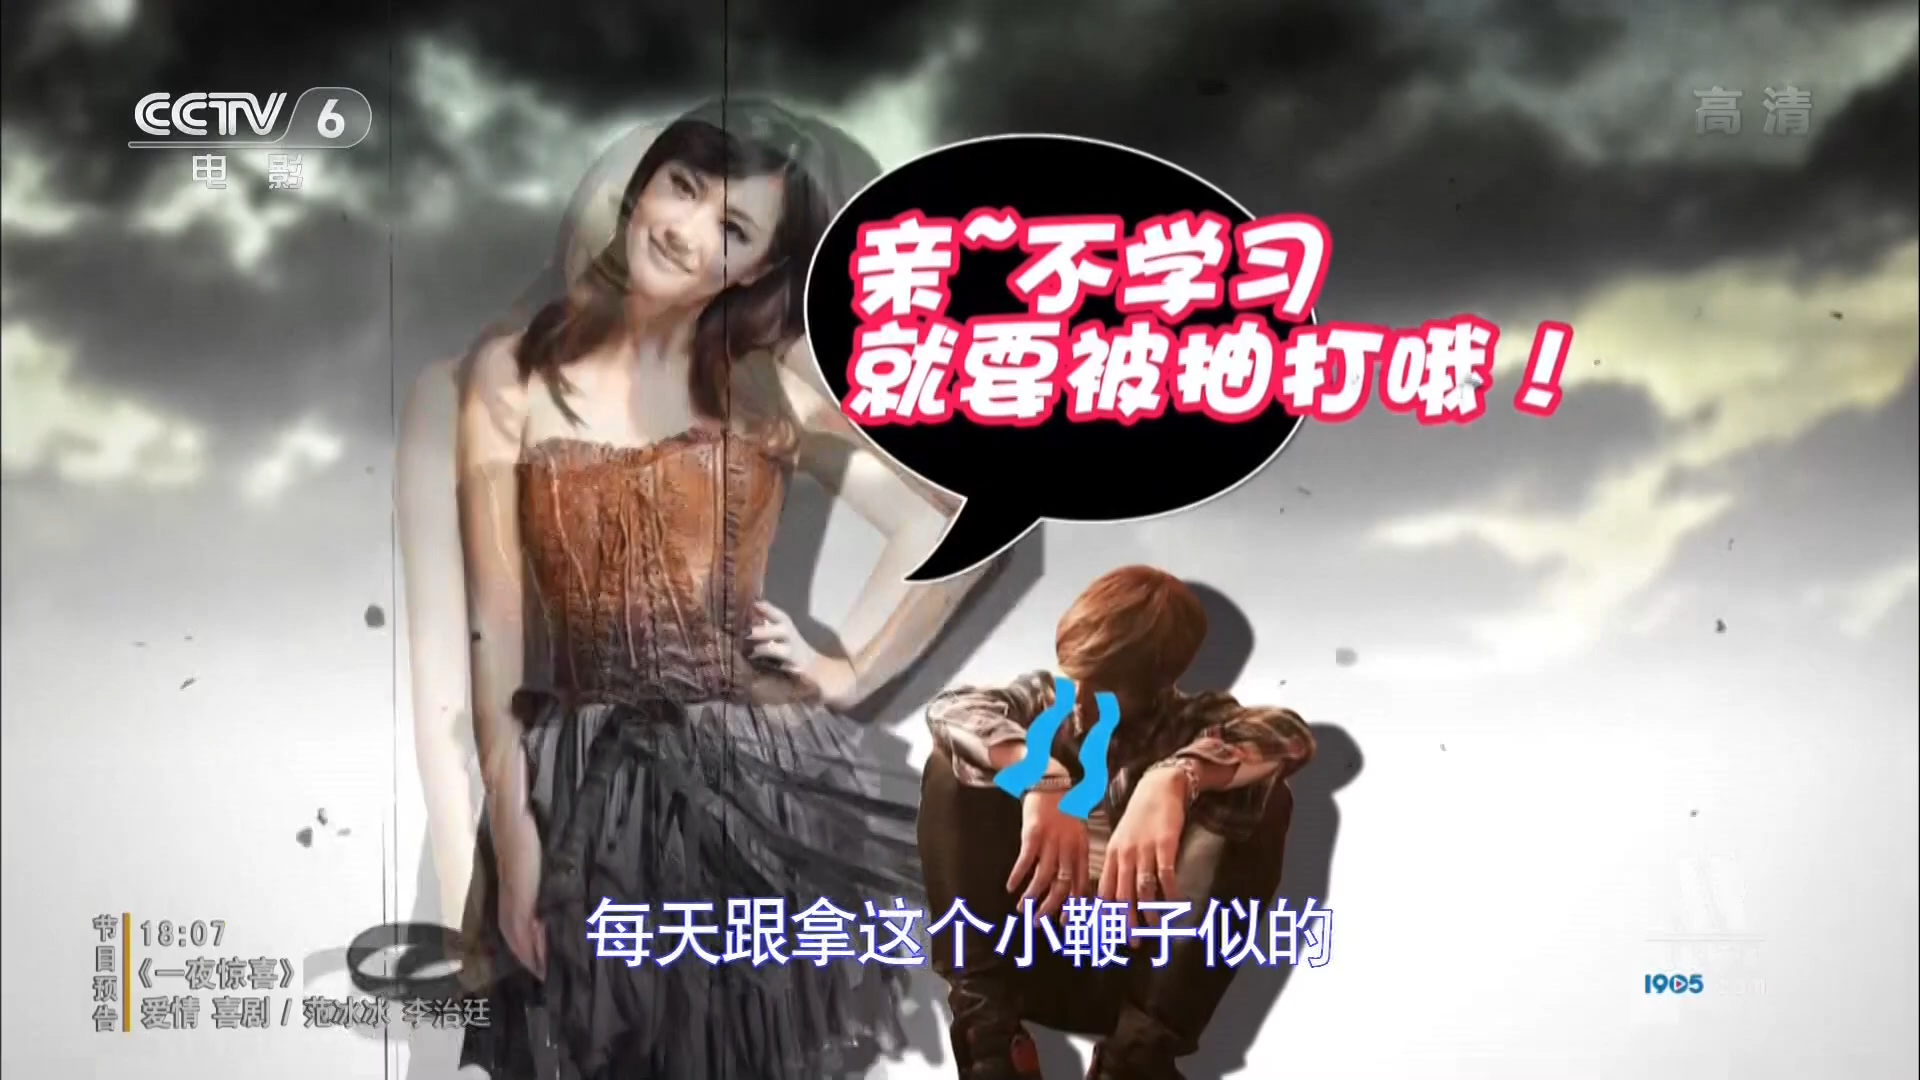 CCTV 6
电影
高清
亲~不学习
就要被抽打哦！
每天跟拿这个小鞭子似的
节目预告
18:07
《一夜惊喜》
爱情 喜剧 / 范冰冰 李治廷
1905